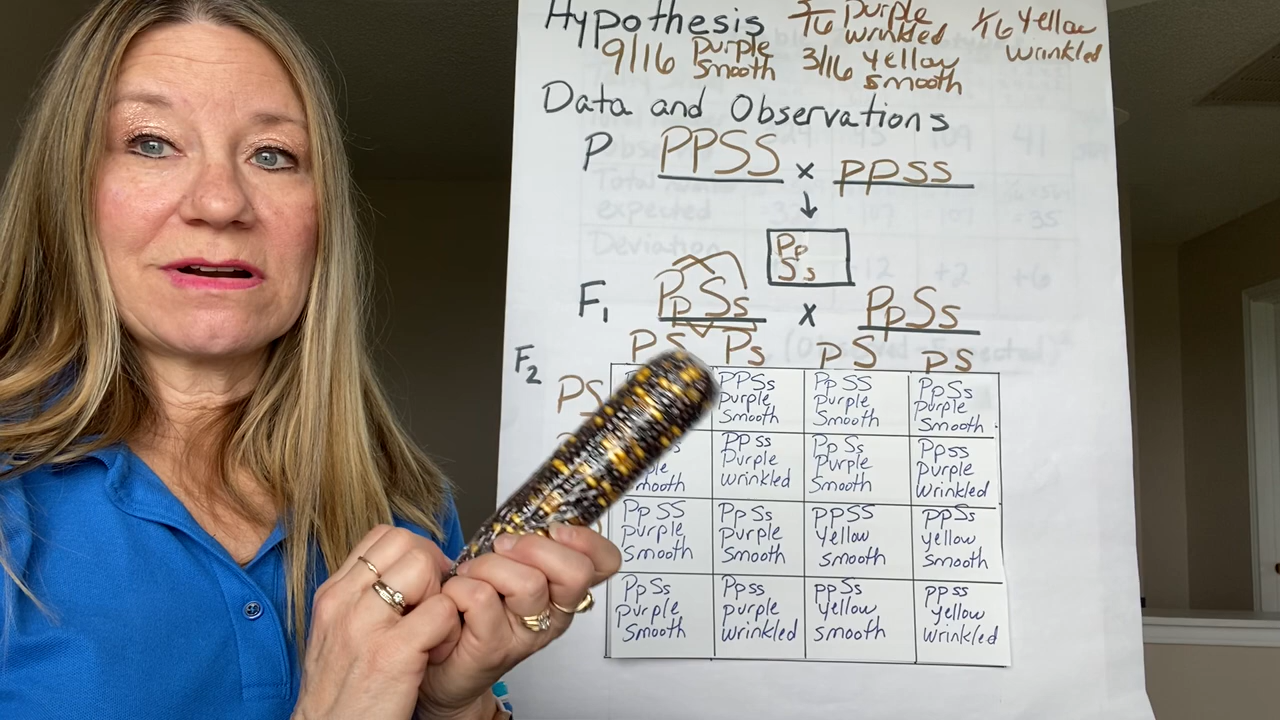 Hypothesis 3/16 purple wrinkled 1/16 yellow wrinkled
9/16 purple smooth 3/16 yellow smooth
Data and Observations
P PPSS x ppss
Pp
Ss
F1 PpSs x PpSs
F2 PS Ps pS ps
PS
PPSs purple smooth
PpSS Purple smooth
PpSs purple smooth
smooth
PPss Purple wrinkled
PpSs Purple smooth
Ppss Purple wrinkled
PpSS purple smooth
PpSs Purple smooth
ppSS yellow smooth
ppSs yellow smooth
PpSs purple smooth
Ppss purple wrinkled
ppSs yellow smooth
ppss yellow wrinkled